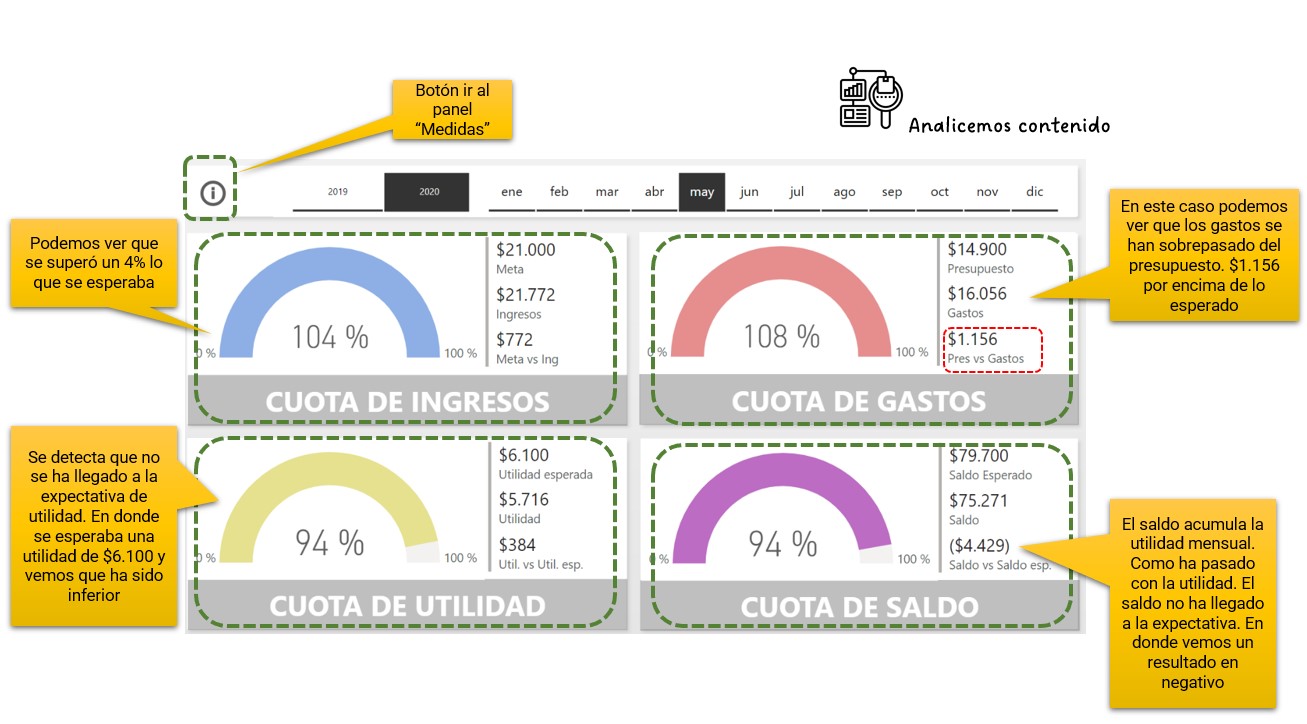 Analicemos contenido
Botón ir al
panel
“Medidas”
2019
2020
ene
feb
mar
abr
may
jun
jul
ago
sep
oct
nov
dic
Podemos ver que
se superó un 4% lo
que se esperaba
104 %
0 %
100 %
$21.000
Meta
$21.772
Ingresos
$772
Meta vs Ing
CUOTA DE INGRESOS
108 %
0 %
100 %
$14.900
Presupuesto
$16.056
Gastos
$1.156
Pres vs Gastos
CUOTA DE GASTOS
En este caso podemos
ver que los gastos se
han sobrepasado del
presupuesto. $1.156
por encima de lo
esperado
Se detecta que no
se ha llegado a la
expectativa de
utilidad. En donde
se esperaba una
utilidad de $6.100 y
vemos que ha sido
inferior
94 %
0 %
100 %
$6.100
Utilidad esperada
$5.716
Utilidad
$384
Util. vs Util. esp.
CUOTA DE UTILIDAD
94 %
0 %
100 %
$79.700
Saldo Esperado
$75.271
Saldo
($4.429)
Saldo vs Saldo esp.
CUOTA DE SALDO
El saldo acumula la
utilidad mensual.
Como ha pasado
con la utilidad. El
saldo no ha llegado
a la expectativa. En
donde vemos un
resultado en
negativo